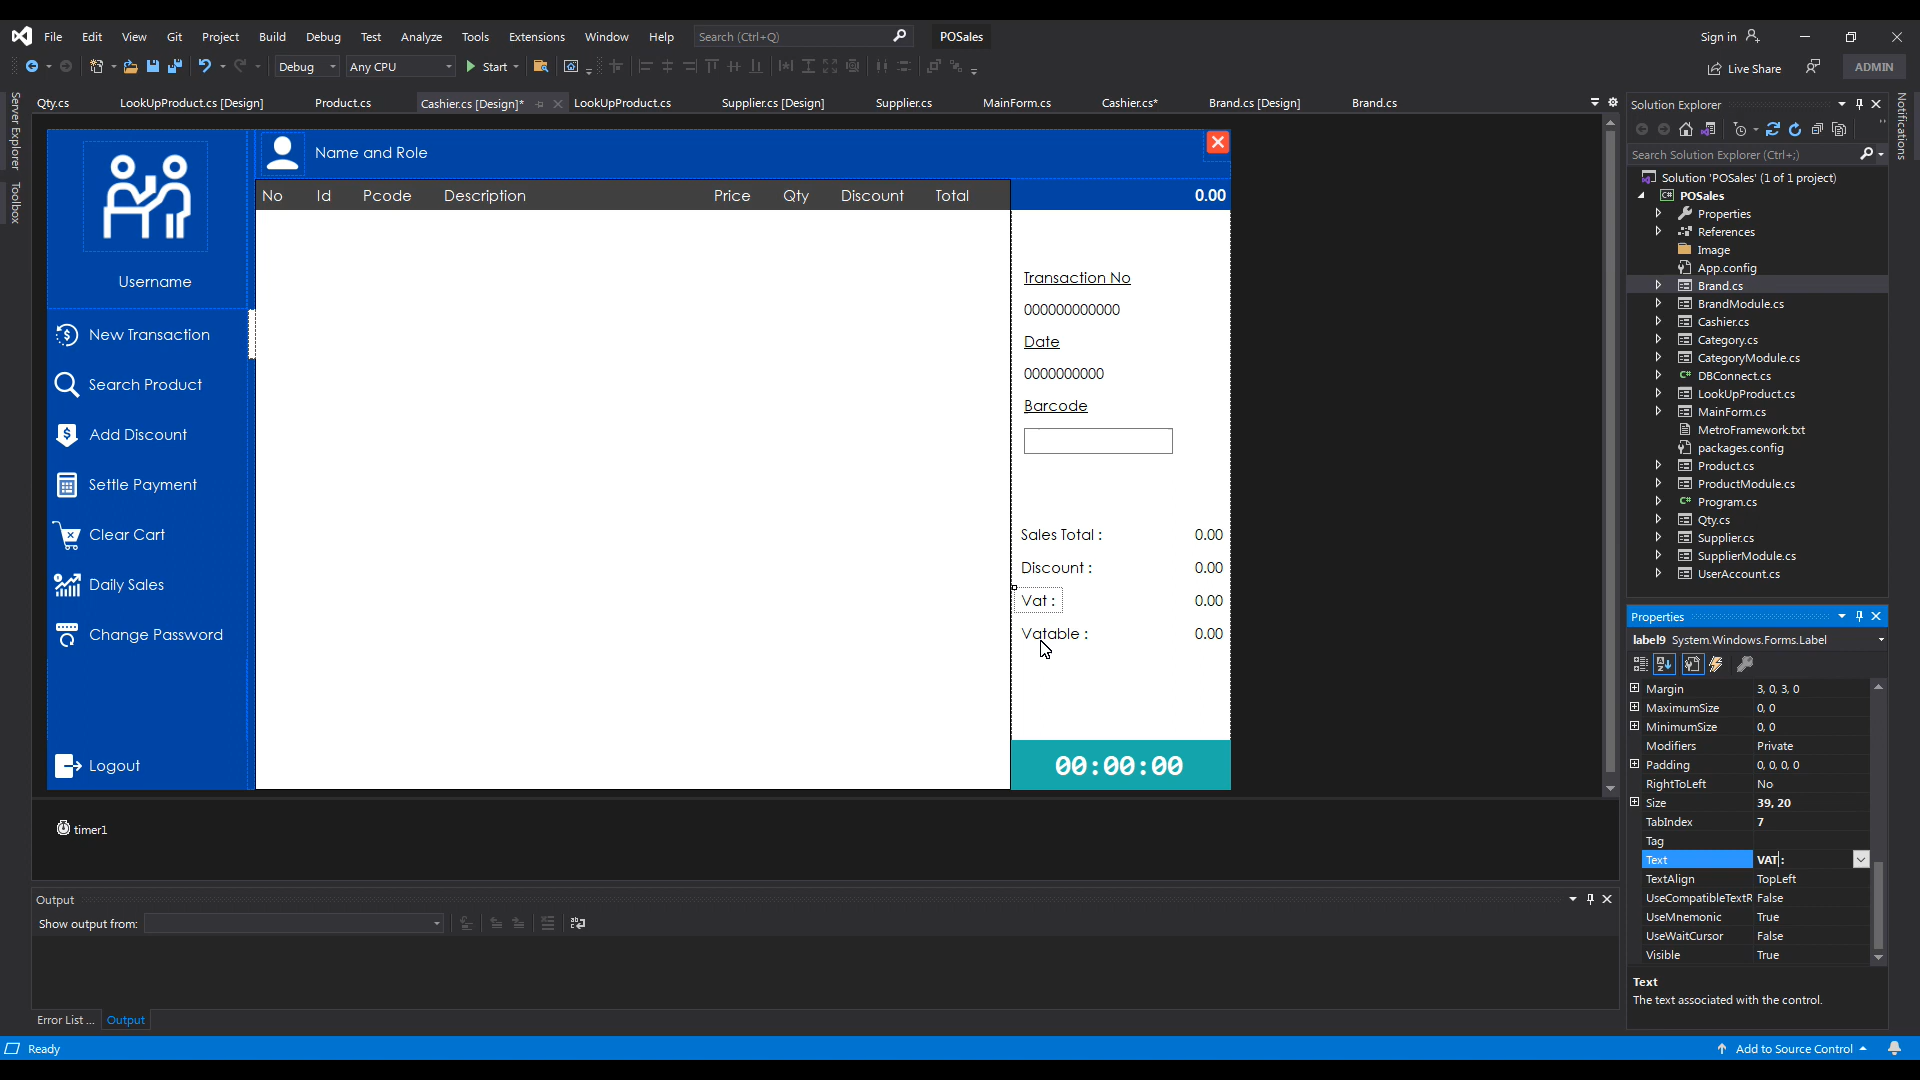 File Edit View Git Project Build Debug Test Analyze Tools Extensions Window Help Search (Ctrl+Q) POSales Sign in
Debug Any CPU Start Live Share ADMIN
Qty.cs LookUpProduct.cs [Design] Product.cs Cashier.cs [Design]* LookUpProduct.cs Supplier.cs [Design] Supplier.cs MainForm.cs Cashier.cs* Brand.cs [Design] Brand.cs
Server Explorer
Toolbox
Username
New Transaction
Search Product
Add Discount
Settle Payment
Clear Cart
Daily Sales
Change Password
Logout
Name and Role
No Id Pcode Description Price Qty Discount Total 0.00
Transaction No
000000000000
Date
0000000000
Barcode
Sales Total : 0.00
Discount : 0.00
Vat : 0.00
Vatable : 0.00
00:00:00
timer1
Output
Show output from:
Error List ... Output
Solution Explorer
Search Solution Explorer (Ctrl+;)
Solution 'POSales' (1 of 1 project)
C# POSales
Properties
References
Image
App.config
Brand.cs
BrandModule.cs
Cashier.cs
Category.cs
CategoryModule.cs
C# DBConnect.cs
LookUpProduct.cs
MainForm.cs
MetroFramework.txt
packages.config
Product.cs
ProductModule.cs
C# Program.cs
Qty.cs
Supplier.cs
SupplierModule.cs
UserAccount.cs
Properties
label9 System.Windows.Forms.Label
Margin 3, 0, 3, 0
MaximumSize 0, 0
MinimumSize 0, 0
Modifiers Private
Padding 0, 0, 0, 0
RightToLeft No
Size 39, 20
TabIndex 7
Tag
Text VAT :
TextAlign TopLeft
UseCompatibleTextR False
UseMnemonic True
UseWaitCursor False
Visible True
Text
The text associated with the control.
Notifications
Ready Add to Source Control